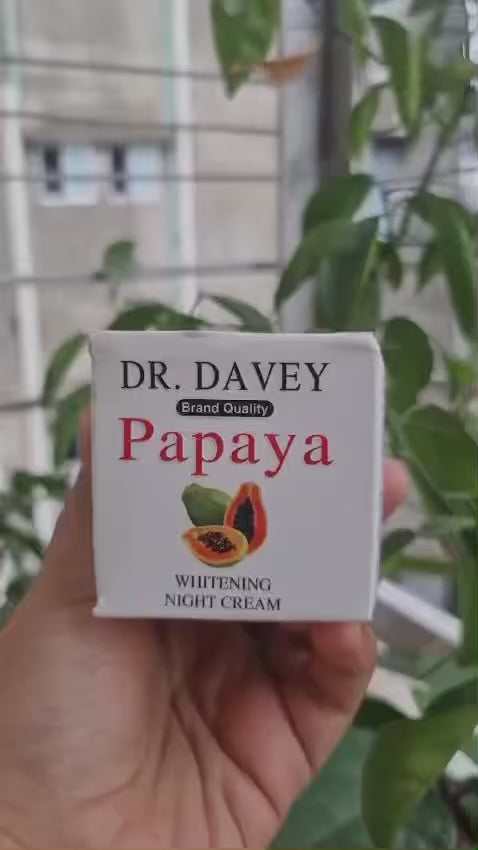 DR. DAVEY
Brand Quality
Papaya
WHITENING
NIGHT CREAM